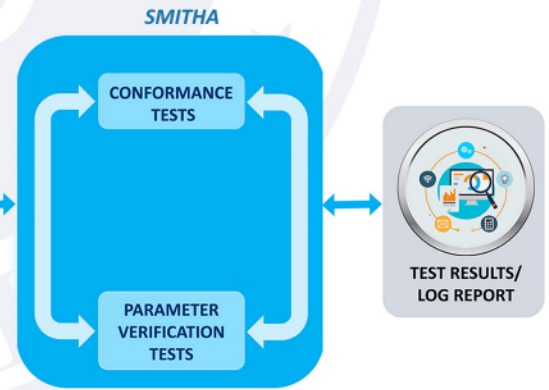 SMITHA
CONFORMANCE
TESTS
PARAMETER
VERIFICATION
TESTS
TEST RESULTS/
LOG REPORT